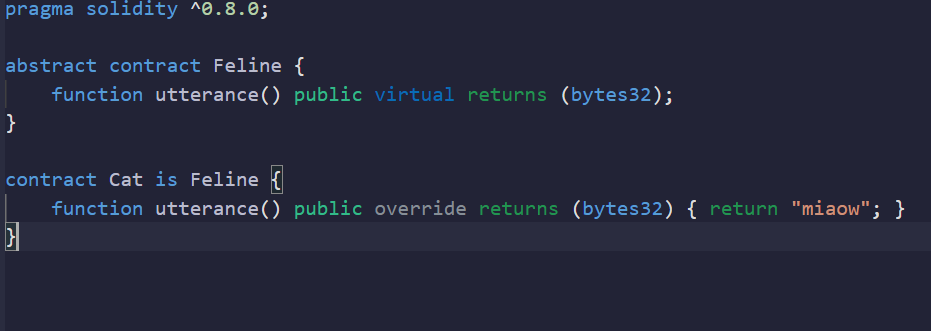 pragma solidity ^0.8.0;
abstract contract Feline {
function utterance() public virtual returns (bytes32);
}
contract Cat is Feline {
function utterance() public override returns (bytes32) { return "miaow"; }
}